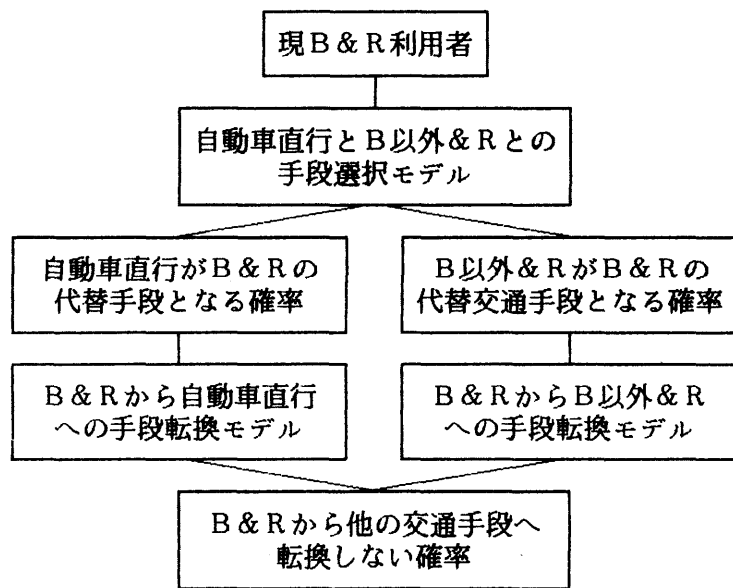 現B&R利用者
自動車直行とB以外&Rとの
手段選択モデル
自動車直行がB&Rの
代替手段となる確率
B以外&RがB&Rの
代替交通手段となる確率
B&Rから自動車直行
への手段転換モデル
B&RからB以外&R
への手段転換モデル
B&Rから他の交通手段へ
転換しない確率